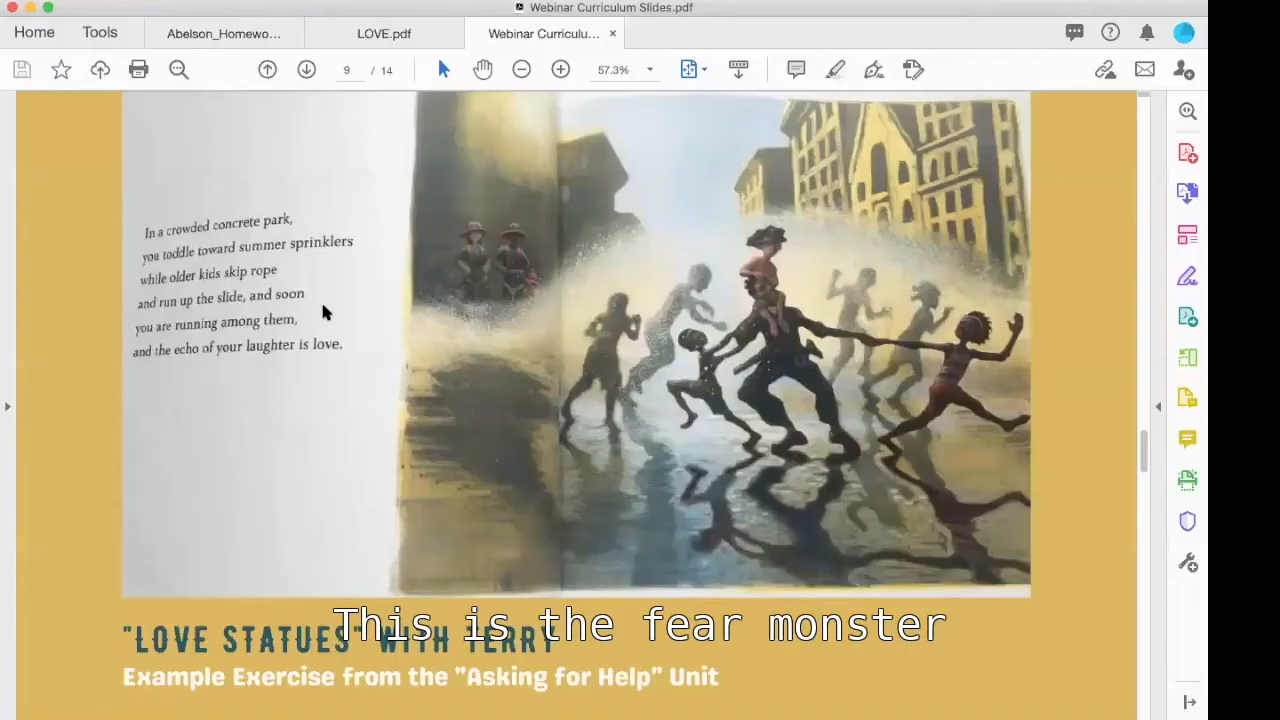 Webinar Curriculum Slides.pdf
Home
Tools
Abelson_Homewo...
LOVE.pdf
Webinar Curriculu...
9 / 14
57.3%
In a crowded concrete park,
you toddle toward summer sprinklers
while older kids skip rope
and run up the slide, and soon
you are running among them,
and the echo of your laughter is love.
This is the fear monster
"LOVE STATUES" WITH TERRY
Example Exercise from the "Asking for Help" Unit